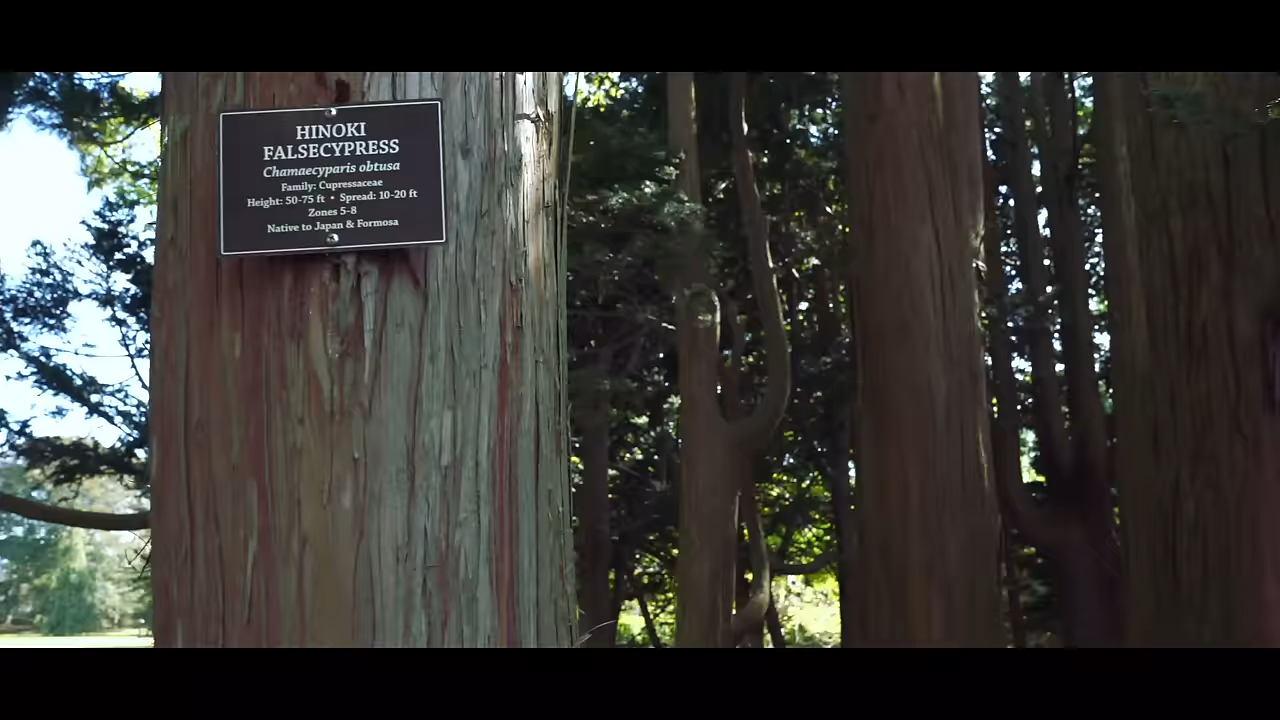 HINOKI
FALSECYPRESS
Chamaecyparis obtusa
Family: Cupressaceae
Height: 50-75 ft • Spread: 10-20 ft
Zones 5-8
Native to Japan & Formosa